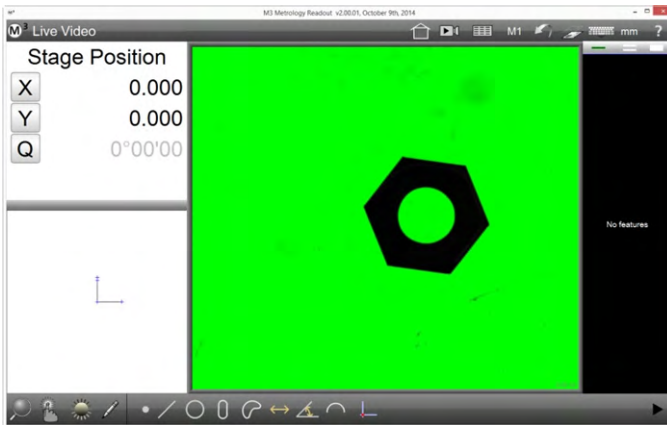 M3 Metrology Readout v2.00.01, October 9th, 2014
M3 Live Video
M1
mm
?
Stage Position
X 0.000
Y 0.000
Q 0°00'00
No features